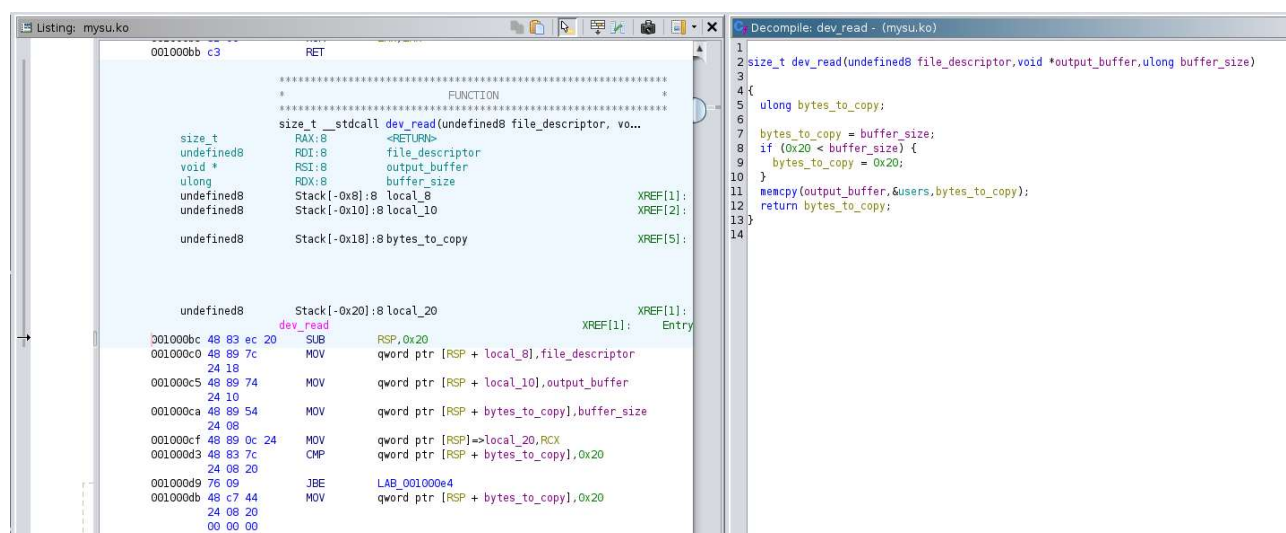 Listing: mysu.ko
001000bb c3 RET
*************************************************************
* FUNCTION *
*************************************************************
size_t __stdcall dev_read(undefined8 file_descriptor, vo...
size_t RAX:8 <RETURN>
undefined8 RDI:8 file_descriptor
void * RSI:8 output_buffer
ulong RDX:8 buffer_size
undefined8 Stack[-0x8]:8 local_8 XREF[1]:
undefined8 Stack[-0x10]:8 local_10 XREF[2]:
undefined8 Stack[-0x18]:8 bytes_to_copy XREF[5]:
undefined8 Stack[-0x20]:8 local_20 XREF[1]:
dev_read XREF[1]: Entry
001000bc 48 83 ec 20 SUB RSP,0x20
001000c0 48 89 7c MOV qword ptr [RSP + local_8],file_descriptor
24 18
001000c5 48 89 74 MOV qword ptr [RSP + local_10],output_buffer
24 10
001000ca 48 89 54 MOV qword ptr [RSP + bytes_to_copy],buffer_size
24 08
001000cf 48 89 0c 24 MOV qword ptr [RSP]=>local_20,RCX
001000d3 48 83 7c CMP qword ptr [RSP + bytes_to_copy],0x20
24 08 20
001000d9 76 09 JBE LAB_001000e4
001000db 48 c7 44 MOV qword ptr [RSP + bytes_to_copy],0x20
24 08 20
00 00 00
Decompile: dev_read - (mysu.ko)
1
2 size_t dev_read(undefined8 file_descriptor,void *output_buffer,ulong buffer_size)
3
4 {
5 ulong bytes_to_copy;
6
7 bytes_to_copy = buffer_size;
8 if (0x20 < buffer_size) {
9 bytes_to_copy = 0x20;
10 }
11 memcpy(output_buffer,&users,bytes_to_copy);
12 return bytes_to_copy;
13 }
14